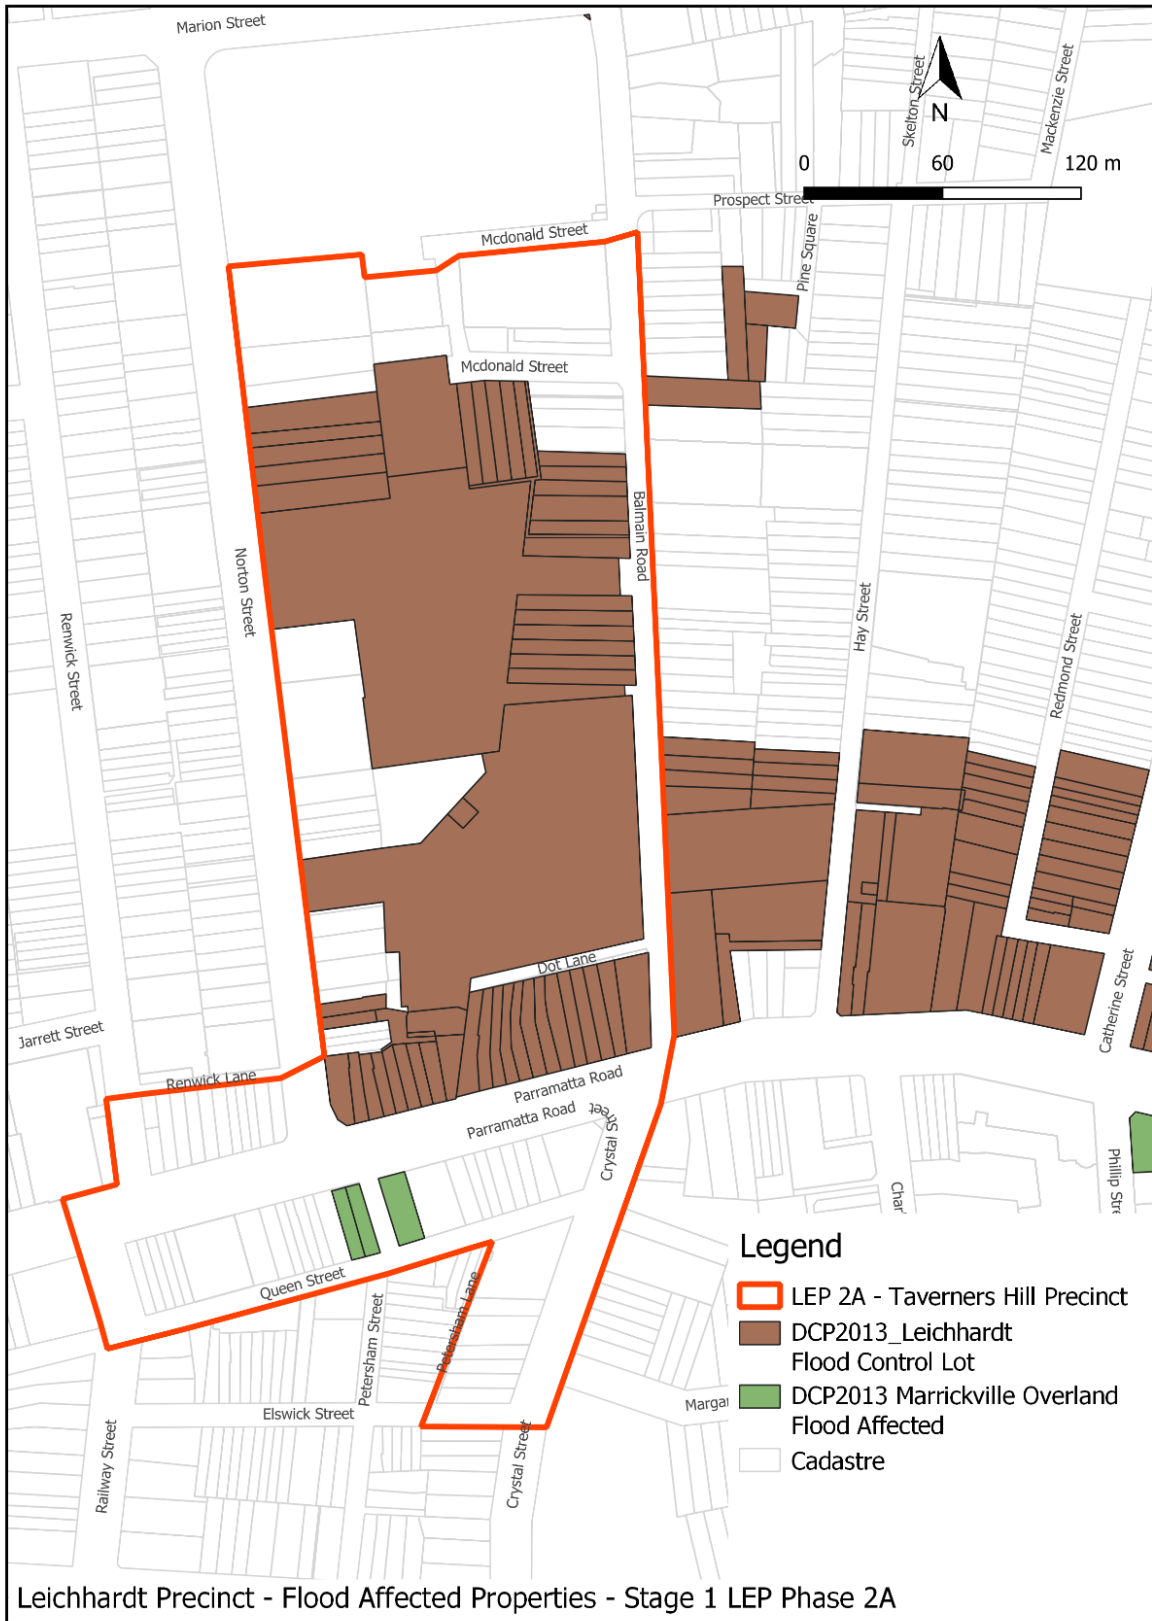 Marion Street
Skelton Street
Mackenzie Street
N
0 60 120 m
Prospect Street
Pine Square
Mcdonald Street
Mcdonald Street
Balmain Road
Norton Street
Renwick Street
Hay Street
Redmond Street
Dot Lane
Catherine Street
Jarrett Street
Renwick Lane
Parramatta Road
Parramatta Road
Crystal Street
Phillip Stre
Char
Queen Street
Petersham Lane
Petersham Street
Elswick Street
Railway Street
Crystal Street
Margar
Legend
LEP 2A - Taverners Hill Precinct
DCP2013_Leichhardt
Flood Control Lot
DCP2013 Marrickville Overland
Flood Affected
Cadastre
Leichhardt Precinct - Flood Affected Properties - Stage 1 LEP Phase 2A